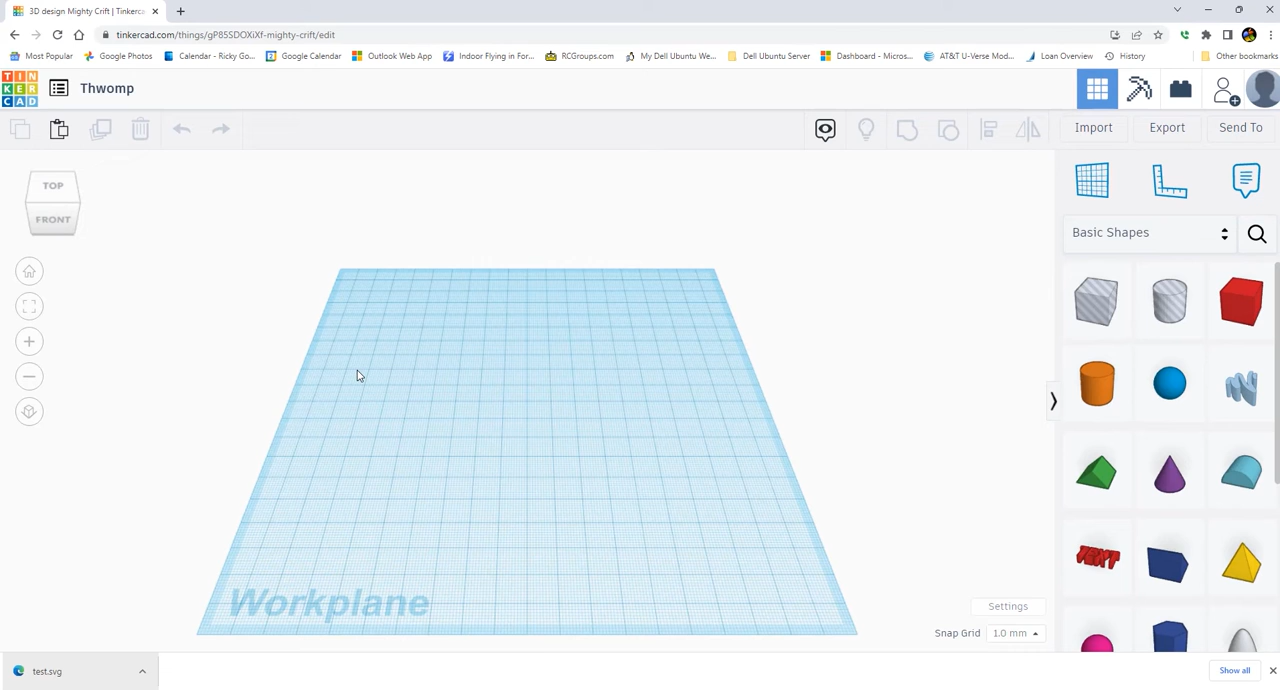 3D design Mighty Crift | Tinkerca
tinkercad.com/things/gP85SDOXiXf-mighty-crift/edit
Most Popular Google Photos Calendar - Ricky Go... Google Calendar Outlook Web App Indoor Flying in For... RCGroups.com My Dell Ubuntu We... Dell Ubuntu Server Dashboard - Micros... AT&T U-Verse Mod... Loan Overview History Other bookmarks
TIN
KER
CAD
Thwomp
Import Export Send To
TOP
FRONT
Basic Shapes
TEXT
Workplane
Settings
Snap Grid 1.0 mm
test.svg
Show all